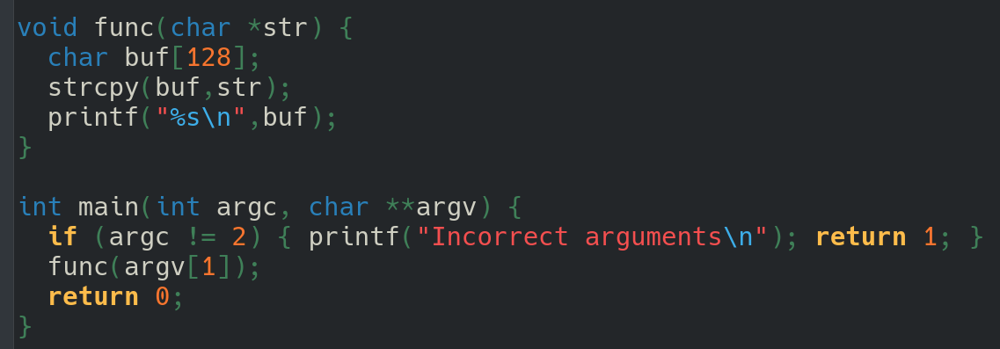 void func(char *str) {
  char buf[128];
  strcpy(buf,str);
  printf("%s\n",buf);
}

int main(int argc, char **argv) {
  if (argc != 2) { printf("Incorrect arguments\n"); return 1; }
  func(argv[1]);
  return 0;
}